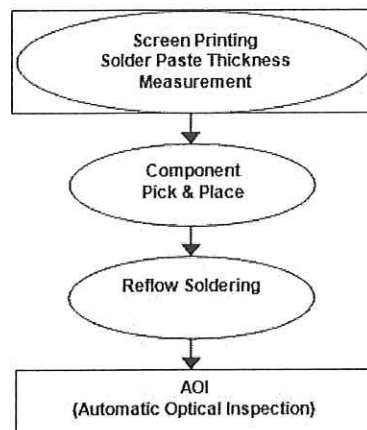 Screen Printing
Solder Paste Thickness
Measurement
Component
Pick & Place
Reflow Soldering
AOI
(Automatic Optical Inspection)